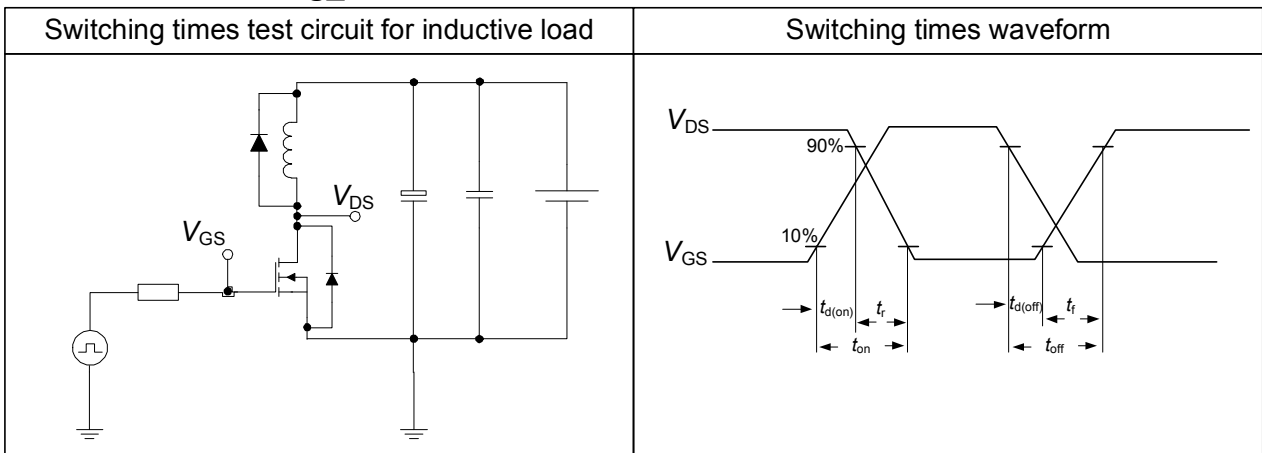 Switching times test circuit for inductive load
Switching times waveform
VDS
VGS
VDS
90%
10%
VGS
td(on)
tr
td(off)
tf
ton
toff